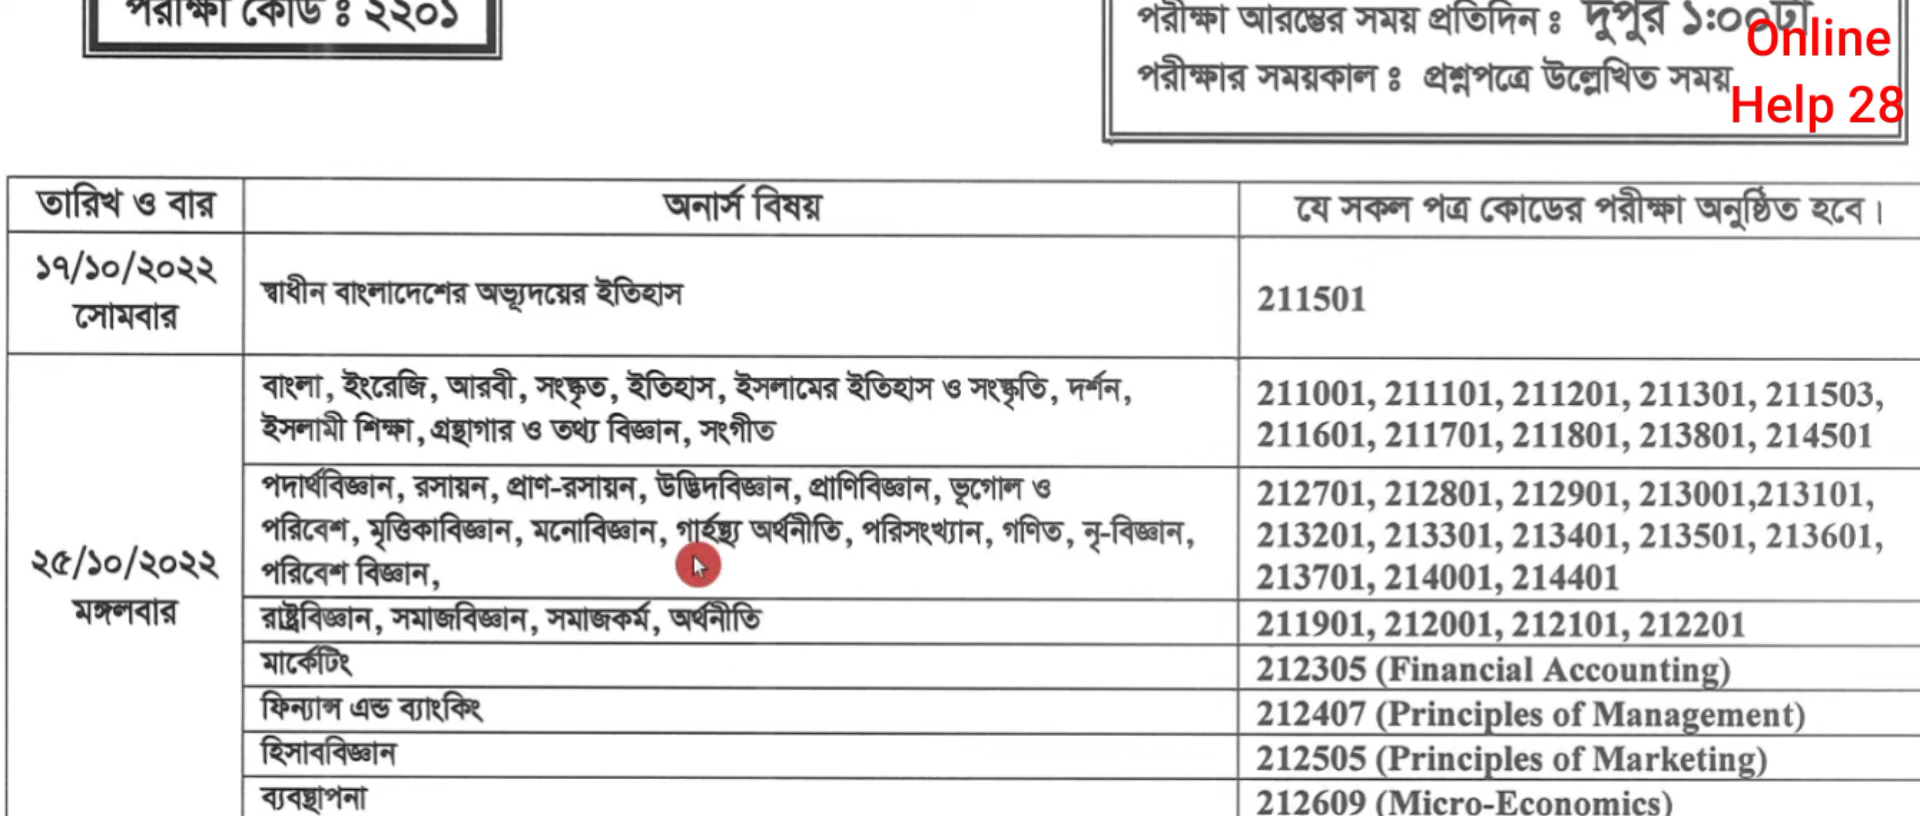 পরীক্ষা কোড ঃ ২২০১
পরীক্ষা আরম্ভের সময় প্রতিদিন ঃ দুপুর ১:০০টা
পরীক্ষার সময়কাল ঃ প্রশ্নপত্রে উল্লেখিত সময়
Online
Help 28
তারিখ ও বার
অনার্স বিষয়
যে সকল পত্র কোডের পরীক্ষা অনুষ্ঠিত হবে।
১৭/১০/২০২২
সোমবার
স্বাধীন বাংলাদেশের অভ্যূদয়ের ইতিহাস
211501
২৫/১০/২০২২
মঙ্গলবার
বাংলা, ইংরেজি, আরবী, সংস্কৃত, ইতিহাস, ইসলামের ইতিহাস ও সংস্কৃতি, দর্শন,
ইসলামী শিক্ষা, গ্রন্থাগার ও তথ্য বিজ্ঞান, সংগীত
211001, 211101, 211201, 211301, 211503,
211601, 211701, 211801, 213801, 214501
পদার্থবিজ্ঞান, রসায়ন, প্রাণ-রসায়ন, উদ্ভিদবিজ্ঞান, প্রাণিবিজ্ঞান, ভূগোল ও
পরিবেশ, মৃত্তিকাবিজ্ঞান, মনোবিজ্ঞান, গার্হস্থ্য অর্থনীতি, পরিসংখ্যান, গণিত, নৃ-বিজ্ঞান,
পরিবেশ বিজ্ঞান,
212701, 212801, 212901, 213001,213101,
213201, 213301, 213401, 213501, 213601,
213701, 214001, 214401
রাষ্ট্রবিজ্ঞান, সমাজবিজ্ঞান, সমাজকর্ম, অর্থনীতি
211901, 212001, 212101, 212201
মার্কেটিং
212305 (Financial Accounting)
ফিন্যান্স এন্ড ব্যাংকিং
212407 (Principles of Management)
হিসাববিজ্ঞান
212505 (Principles of Marketing)
ব্যবস্থাপনা
212609 (Micro-Economics)